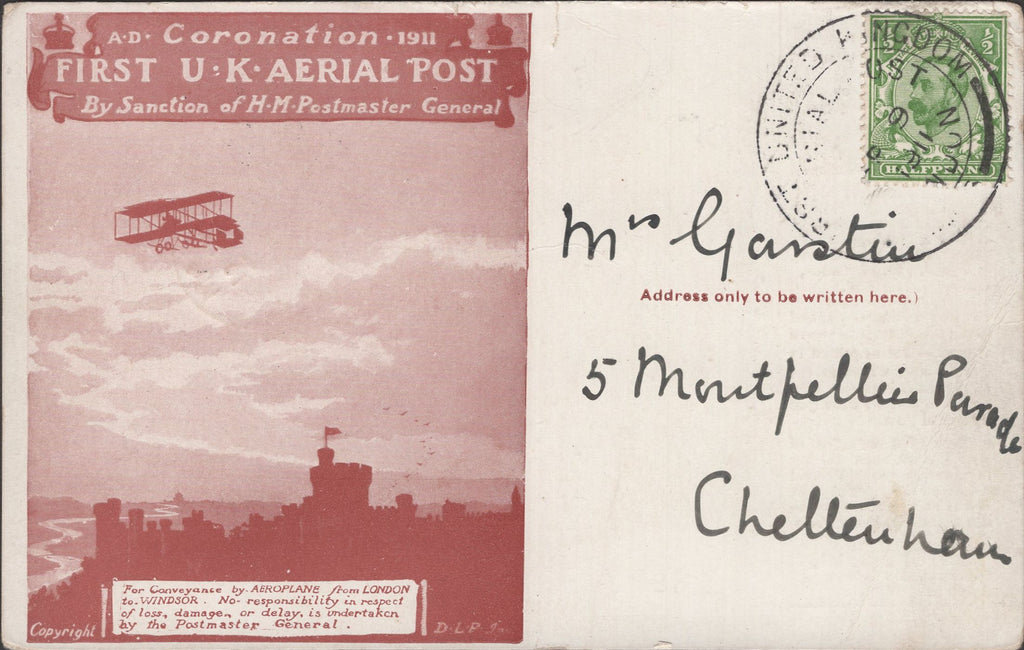 A·D· Coronation · 1911
FIRST U·K·AERIAL POST
By Sanction of H·M·Postmaster General
For Conveyance by AEROPLANE from LONDON
to WINDSOR. No responsibility in respect
of loss, damage, or delay, is undertaken
by the Postmaster General.
Copyright
D·L·P·
UNITED KINGDOM
HALFPENNY
Mrs Garstin
Address only to be written here.)
5 Montpellier Parade
Cheltenham